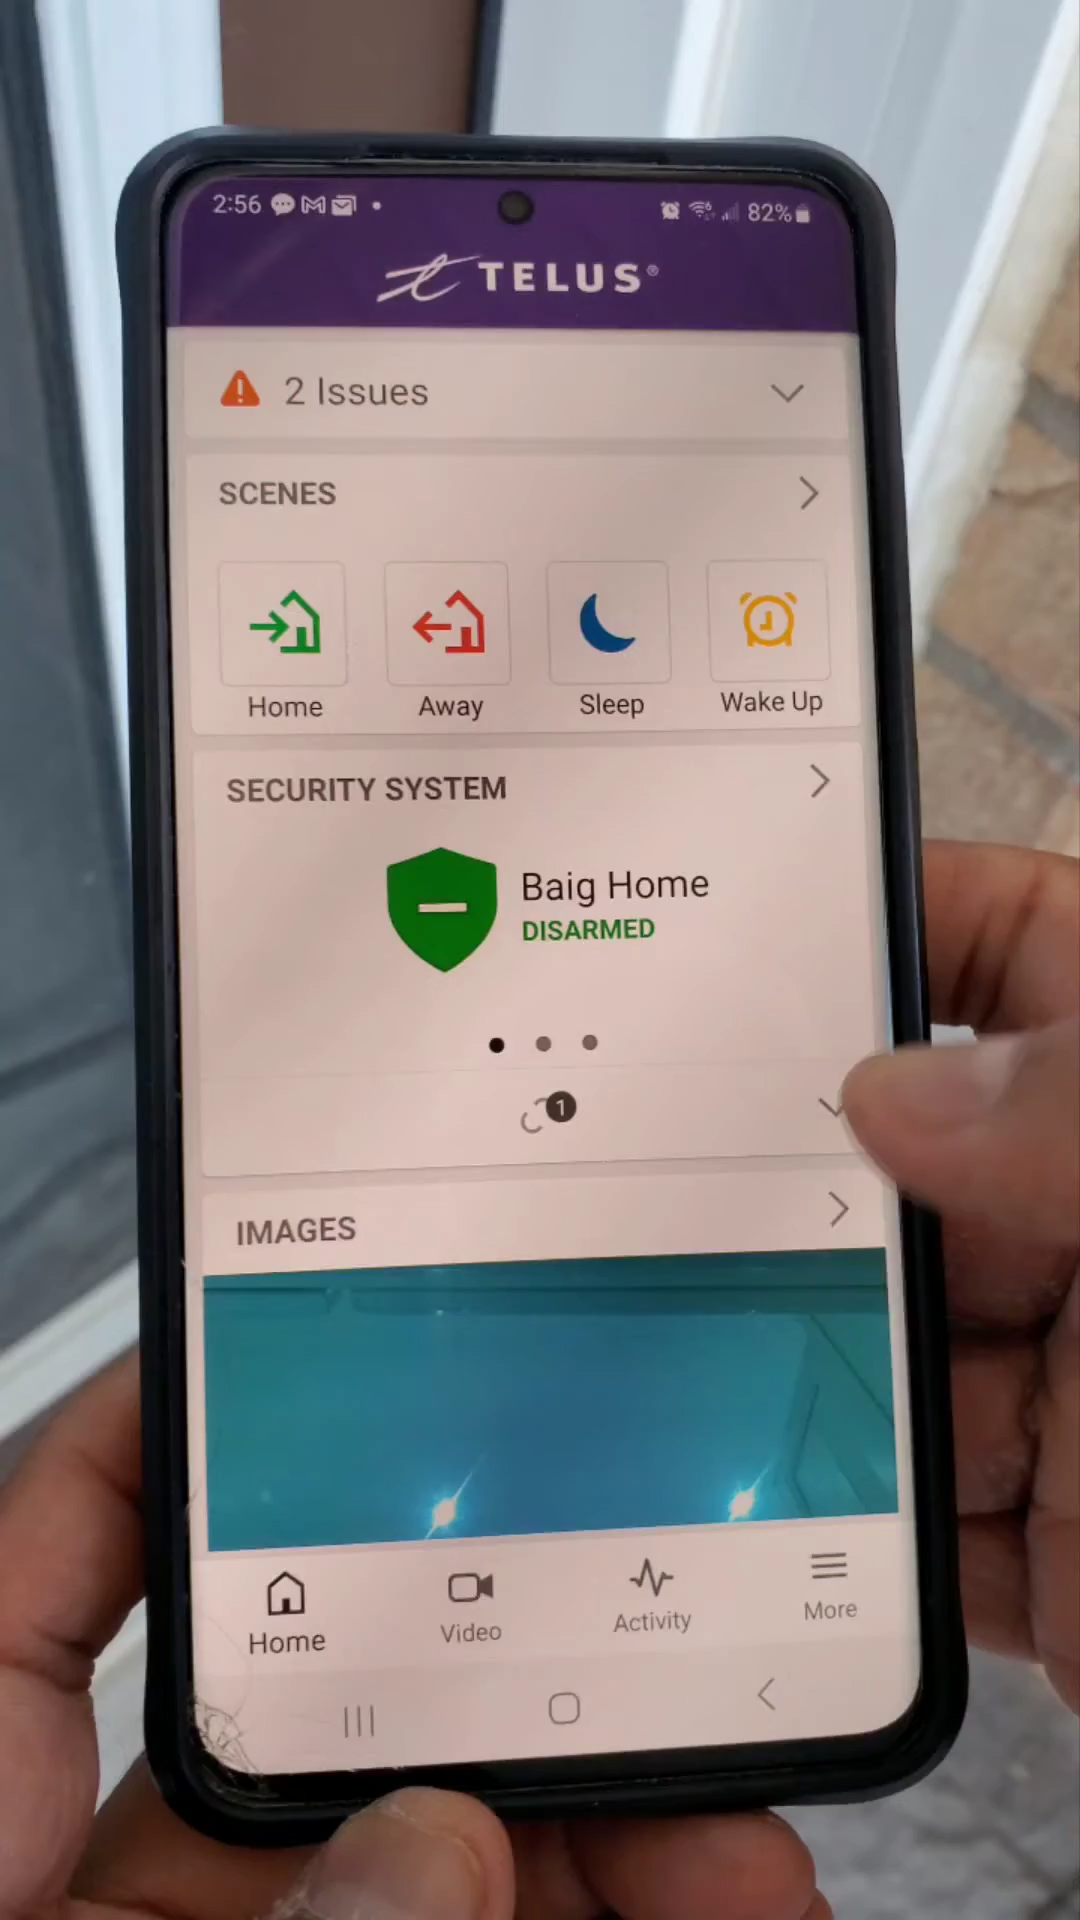 2:56
82%
TELUS®
2 Issues
SCENES
Home
Away
Sleep
Wake Up
SECURITY SYSTEM
Baig Home
DISARMED
1
IMAGES
Home
Video
Activity
More